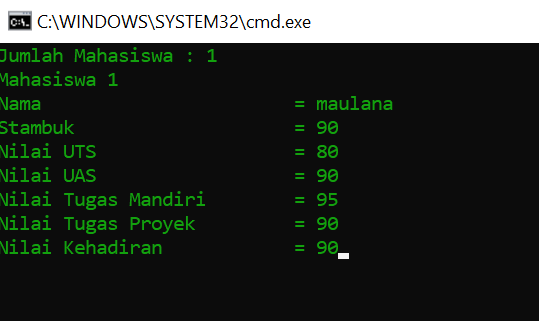 C:\WINDOWS\SYSTEM32\cmd.exe
Jumlah Mahasiswa : 1
Mahasiswa 1
Nama = maulana
Stambuk = 90
Nilai UTS = 80
Nilai UAS = 90
Nilai Tugas Mandiri = 95
Nilai Tugas Proyek = 90
Nilai Kehadiran = 90